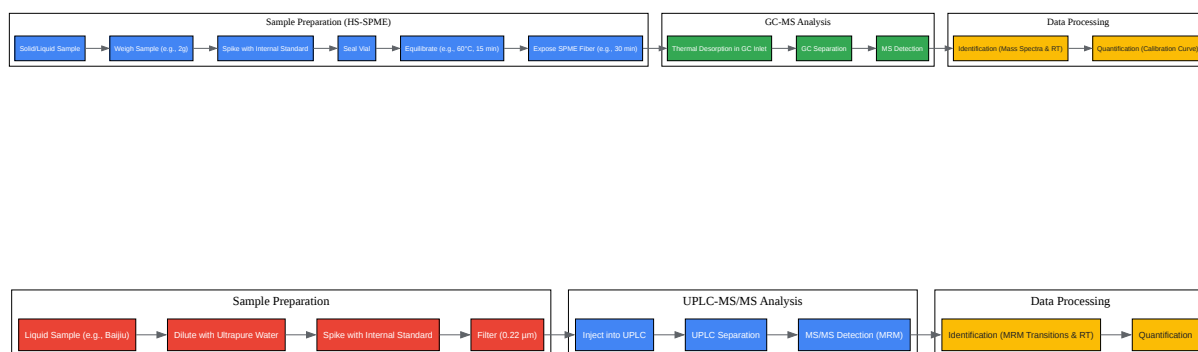 Sample Preparation (HS-SPME)
Solid/Liquid Sample
Weigh Sample (e.g., 2g)
Spike with Internal Standard
Seal Vial
Equilibrate (e.g., 60°C, 15 min)
Expose SPME Fiber (e.g., 30 min)
GC-MS Analysis
Thermal Desorption in GC Inlet
GC Separation
MS Detection
Data Processing
Identification (Mass Spectra & RT)
Quantification (Calibration Curve)
Sample Preparation
Liquid Sample (e.g., Baijiu)
Dilute with Ultrapure Water
Spike with Internal Standard
Filter (0.22 µm)
UPLC-MS/MS Analysis
Inject into UPLC
UPLC Separation
MS/MS Detection (MRM)
Data Processing
Identification (MRM Transitions & RT)
Quantification